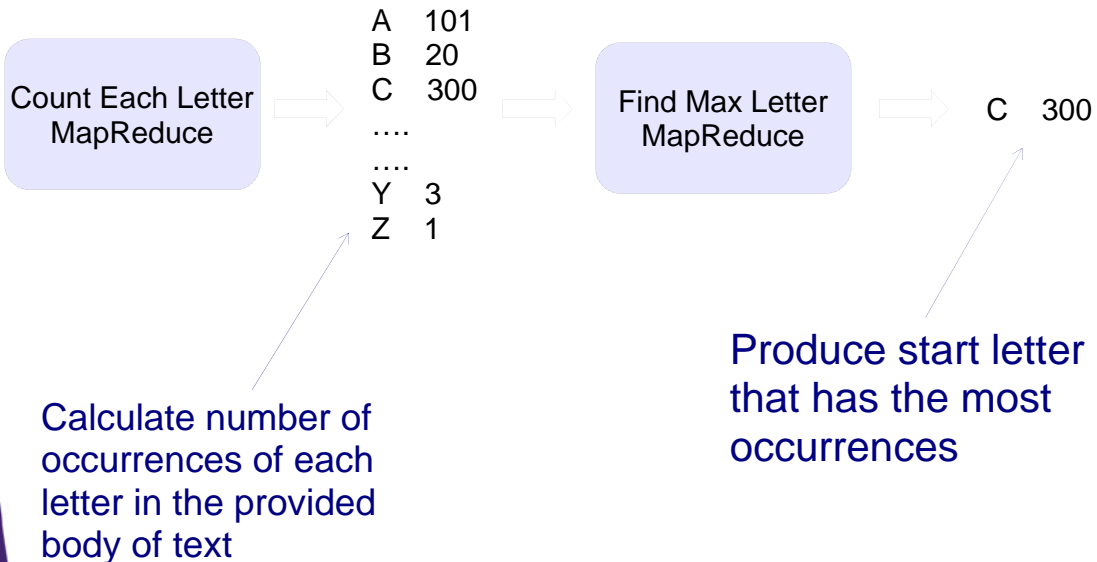 Count Each Letter
MapReduce
A 101
B 20
C 300
….
….
Y 3
Z 1
Find Max Letter
MapReduce
C 300
Calculate number of
occurrences of each
letter in the provided
body of text
Produce start letter
that has the most
occurrences